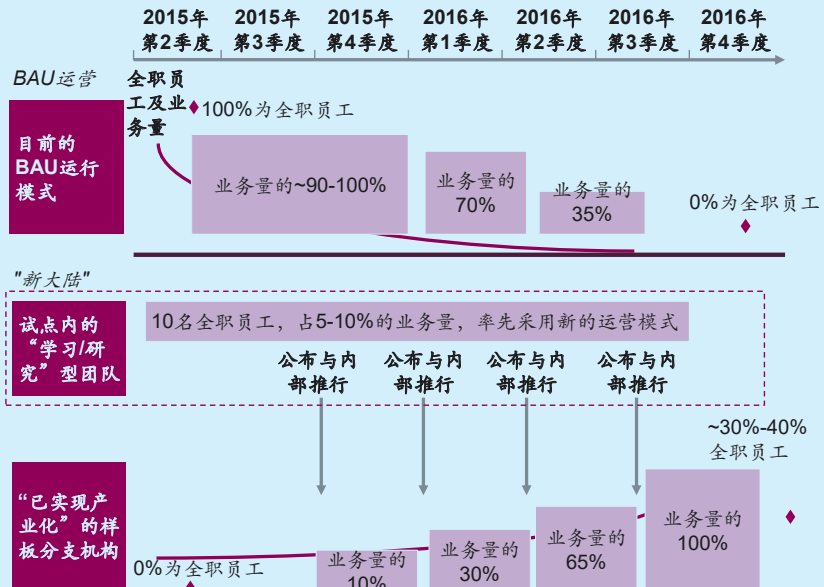 2015年 2015年 2015年 2016年 2016年 2016年 2016年
第2季度 第3季度 第4季度 第1季度 第2季度 第3季度 第4季度
BAU运营
全职员
工及业
务量
100%为全职员工
目前的
BAU运行
模式
业务量的~90-100%
业务量的
70%
业务量的
35%
0%为全职员工
"新大陆"
试点内的
“学习/研
究”型团队
10名全职员工，占5-10%的业务量，率先采用新的运营模式
公布与内 公布与内 公布与内 公布与内
部推行 部推行 部推行 部推行
~30%-40%
全职员工
“已实现产
业化”的样
板分支机构
0%为全职员工
业务量的
10%
业务量的
30%
业务量的
65%
业务量的
100%